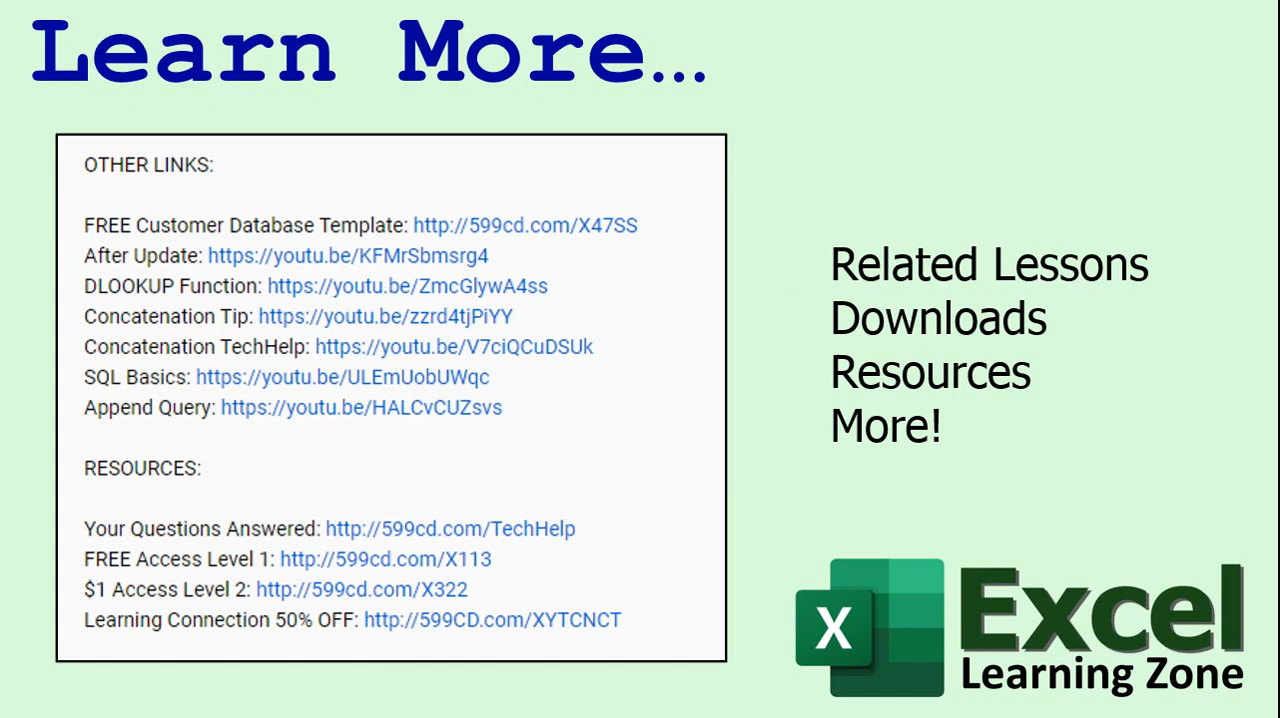 Learn More...
OTHER LINKS:
FREE Customer Database Template: http://599cd.com/X47SS
After Update: https://youtu.be/KFMrSbmsrg4
DLOOKUP Function: https://youtu.be/ZmcGlywA4ss
Concatenation Tip: https://youtu.be/zzrd4tjPiYY
Concatenation TechHelp: https://youtu.be/V7ciQCuDSUk
SQL Basics: https://youtu.be/ULEmUobUWqc
Append Query: https://youtu.be/HALCvCUZsvs
RESOURCES:
Your Questions Answered: http://599cd.com/TechHelp
FREE Access Level 1: http://599cd.com/X113
$1 Access Level 2: http://599cd.com/X322
Learning Connection 50% OFF: http://599CD.com/XYTCNCT
Related Lessons
Downloads
Resources
More!
X
Excel
Learning Zone